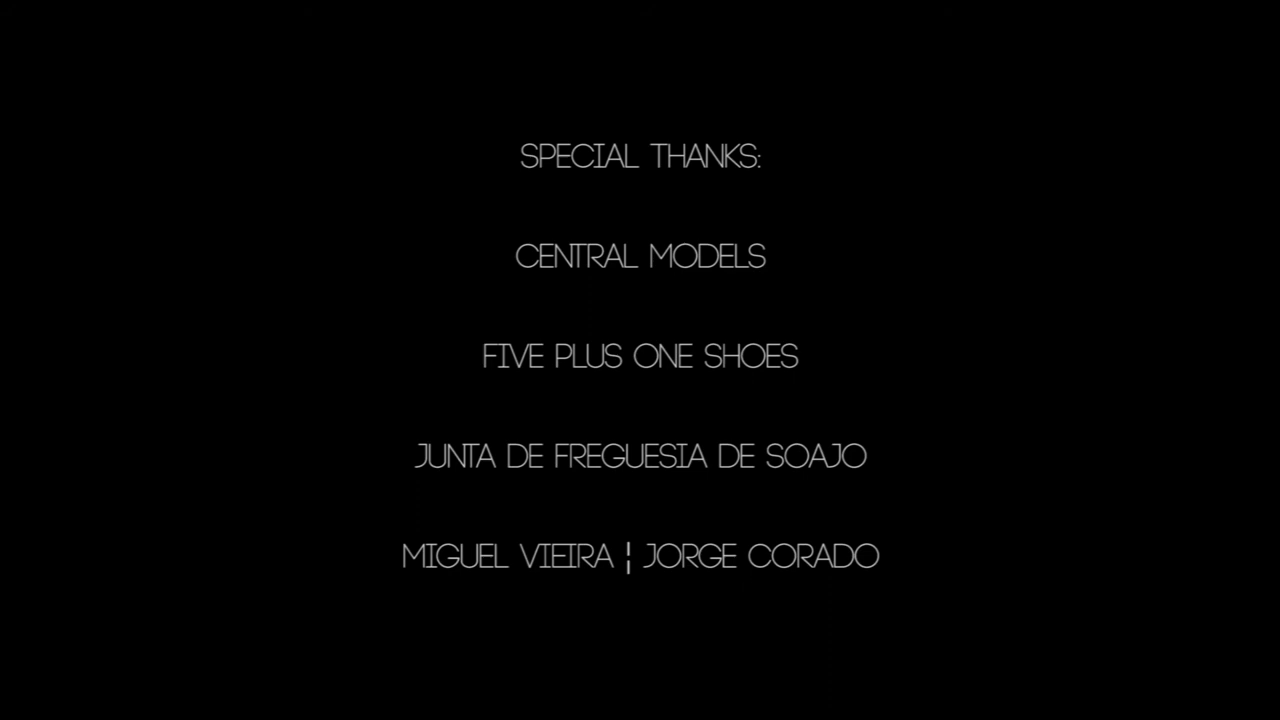 SPECIAL THANKS:
CENTRAL MODELS
FIVE PLUS ONE SHOES
JUNTA DE FREGUESIA DE SOAJO
MIGUEL VIEIRA ¦ JORGE CORADO